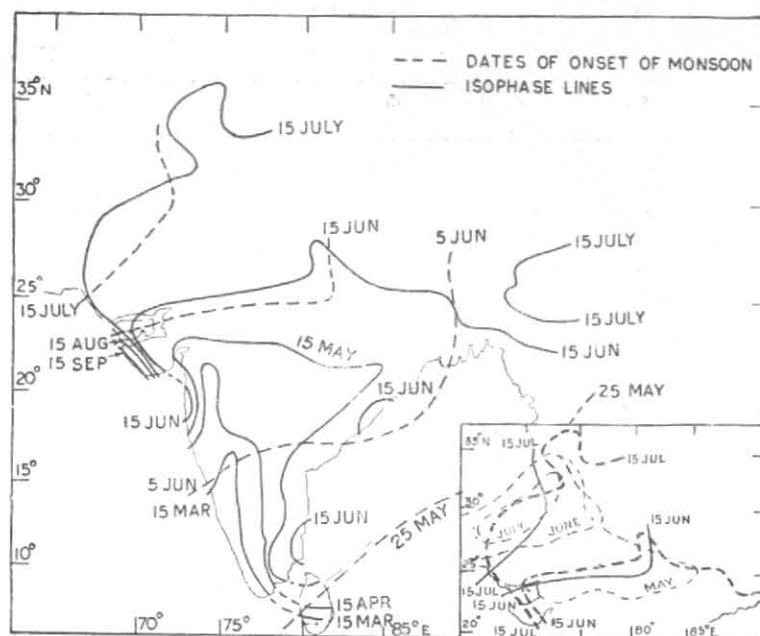 DATES OF ONSET OF MONSOON
ISOPHASE LINES
35°N
15 JULY
30°
15 JUN
5 JUN
15 JULY
25°
15 JULY
15 JULY
15 AUG
15 SEP
15 MAY
15 JUN
20°
15 JUN
15 JUN
25 MAY
15°
5 JUN
15 MAR
15 JUN
25 MAY
10°
15 APR
15 MAR
70°
75°
85°E
35°N
15 JUL
15 JUL
30°
JULY
JUNE
15 JUN
25°
MAY
15 JUL
15 JUN
15 JUL
15 JUN
20°
80°
85°E